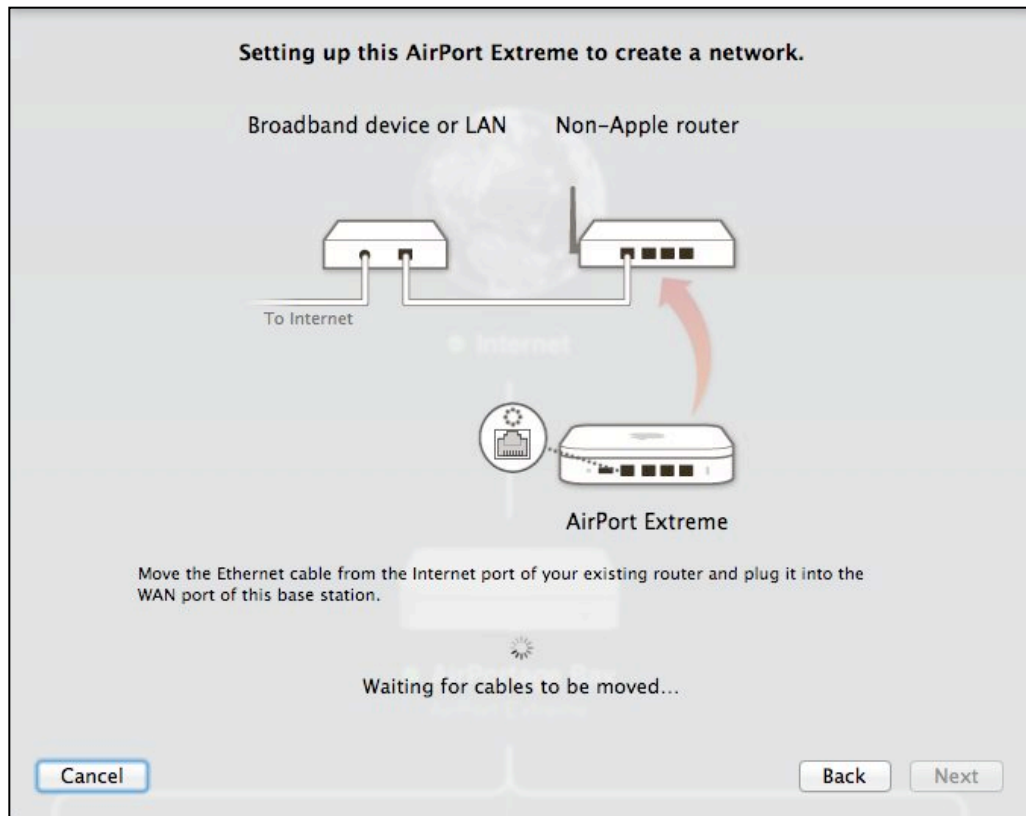 Setting up this AirPort Extreme to create a network.
Broadband device or LAN
Non-Apple router
To Internet
Internet
AirPort Extreme
Move the Ethernet cable from the Internet port of your existing router and plug it into the
WAN port of this base station.
Waiting for cables to be moved...
Cancel
Back
Next